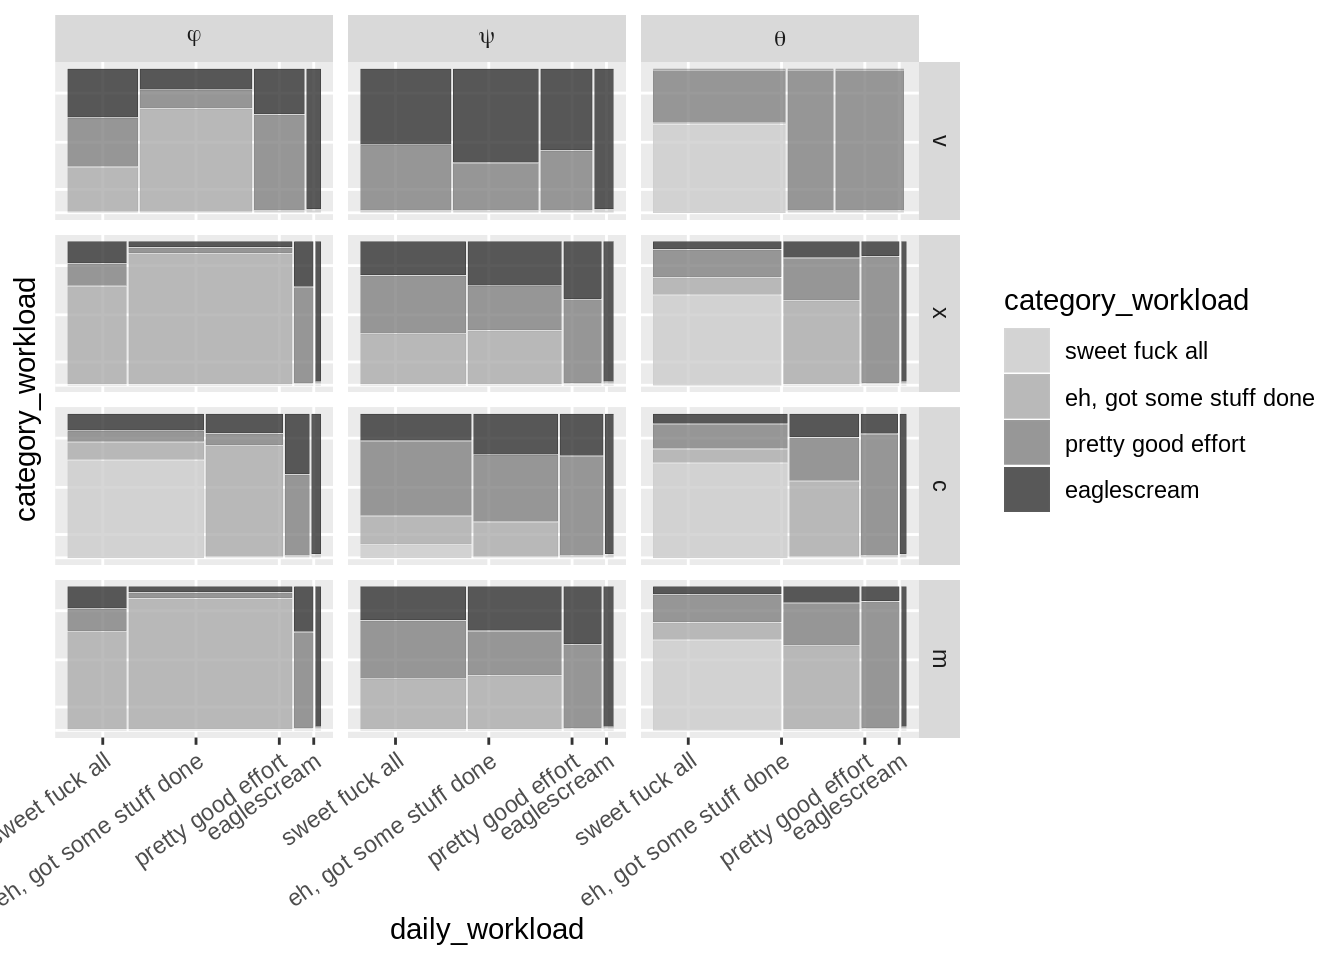 φ ψ θ
v
x
c
m
category_workload
category_workload
sweet fuck all
eh, got some stuff done
pretty good effort
eaglescream
sweet fuck all
eh, got some stuff done
pretty good effort
eaglescream
sweet fuck all
eh, got some stuff done
pretty good effort
eaglescream
sweet fuck all
eh, got some stuff done
pretty good effort
eaglescream
daily_workload